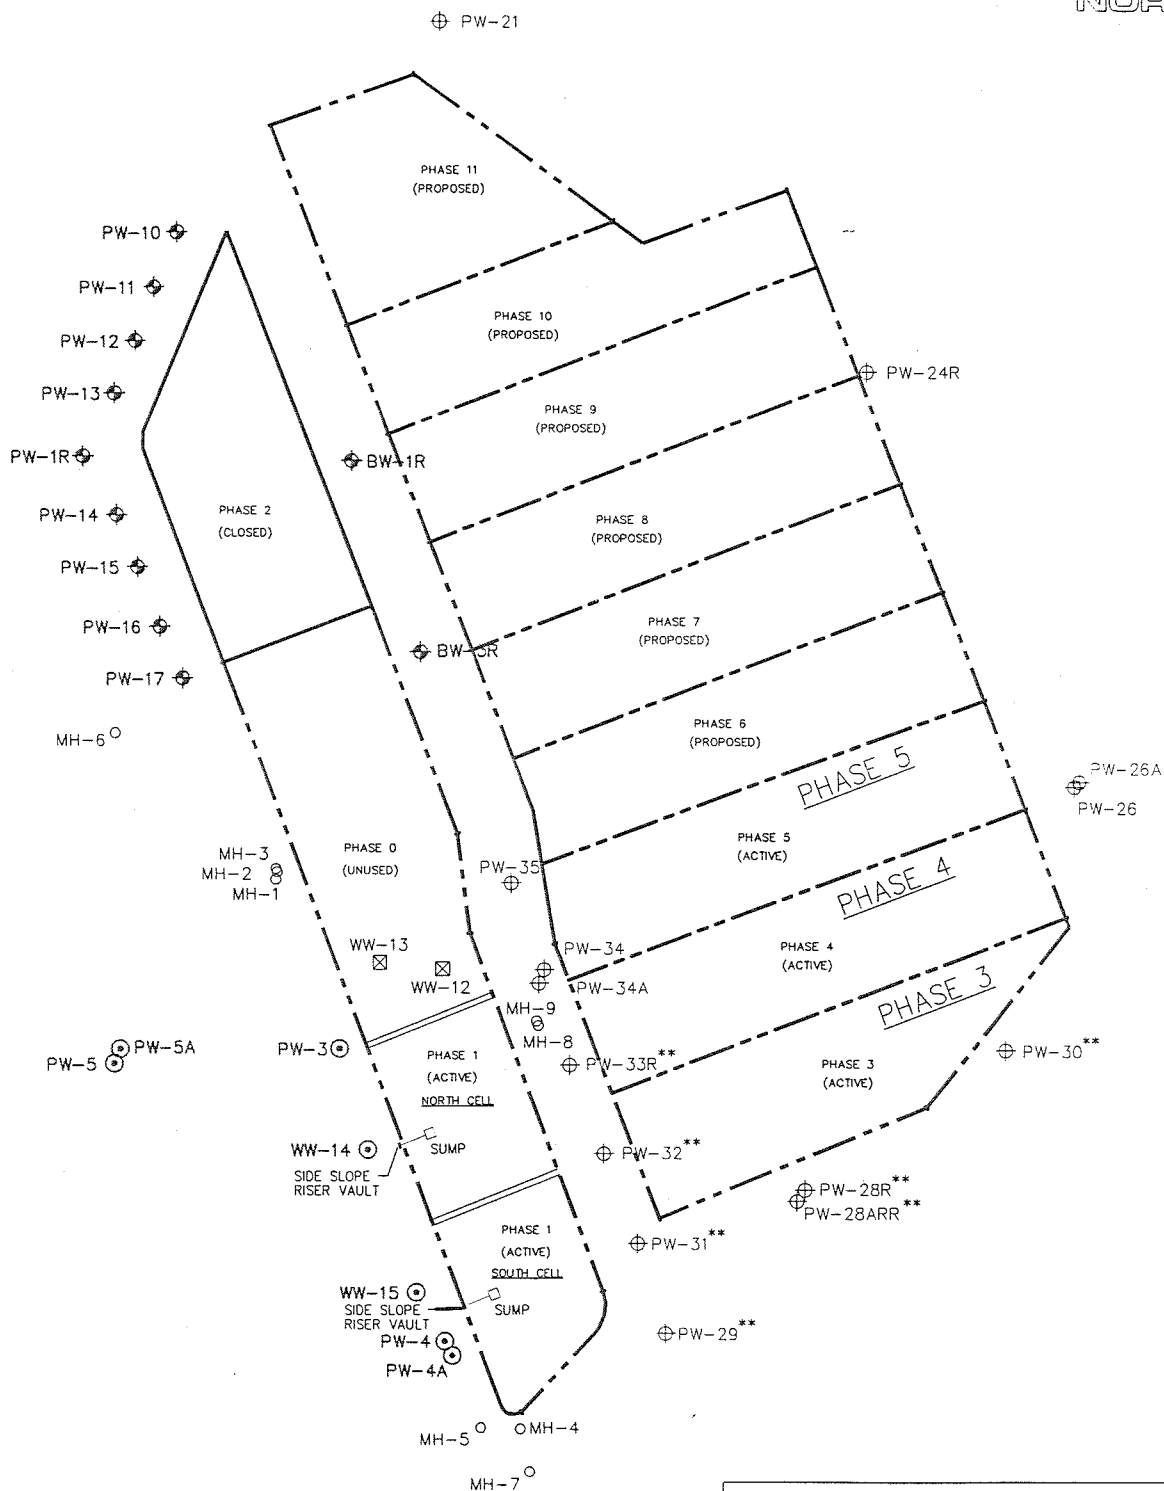 PW-21
PHASE 11
(PROPOSED)
PW-10
PW-11
PHASE 10
(PROPOSED)
PW-12
PW-24R
PW-13
PHASE 9
(PROPOSED)
PW-1R
BW-1R
PHASE 2
(CLOSED)
PW-14
PHASE 8
(PROPOSED)
PW-15
PW-16
PHASE 7
(PROPOSED)
BW-3R
PW-17
MH-6
PHASE 6
(PROPOSED)
PHASE 5
PW-26A
PW-26
PHASE 5
(ACTIVE)
PHASE 0
(UNUSED)
MH-3
MH-2
MH-1
PW-35
PHASE 4
WW-13
WW-12
PW-34
PW-34A
PHASE 4
(ACTIVE)
PHASE 3
MH-9
MH-8
PW-5A
PW-5
PW-3
PHASE 1
(ACTIVE)
NORTH CELL
PW-33R**
PHASE 3
(ACTIVE)
PW-30**
WW-14
SUMP
SIDE SLOPE
RISER VAULT
PW-32**
PW-28R**
PW-28ARR**
PHASE 1
(ACTIVE)
SOUTH CELL
PW-31**
WW-15
SIDE SLOPE
RISER VAULT
SUMP
PW-29**
PW-4
PW-4A
MH-5
MH-4
MH-7